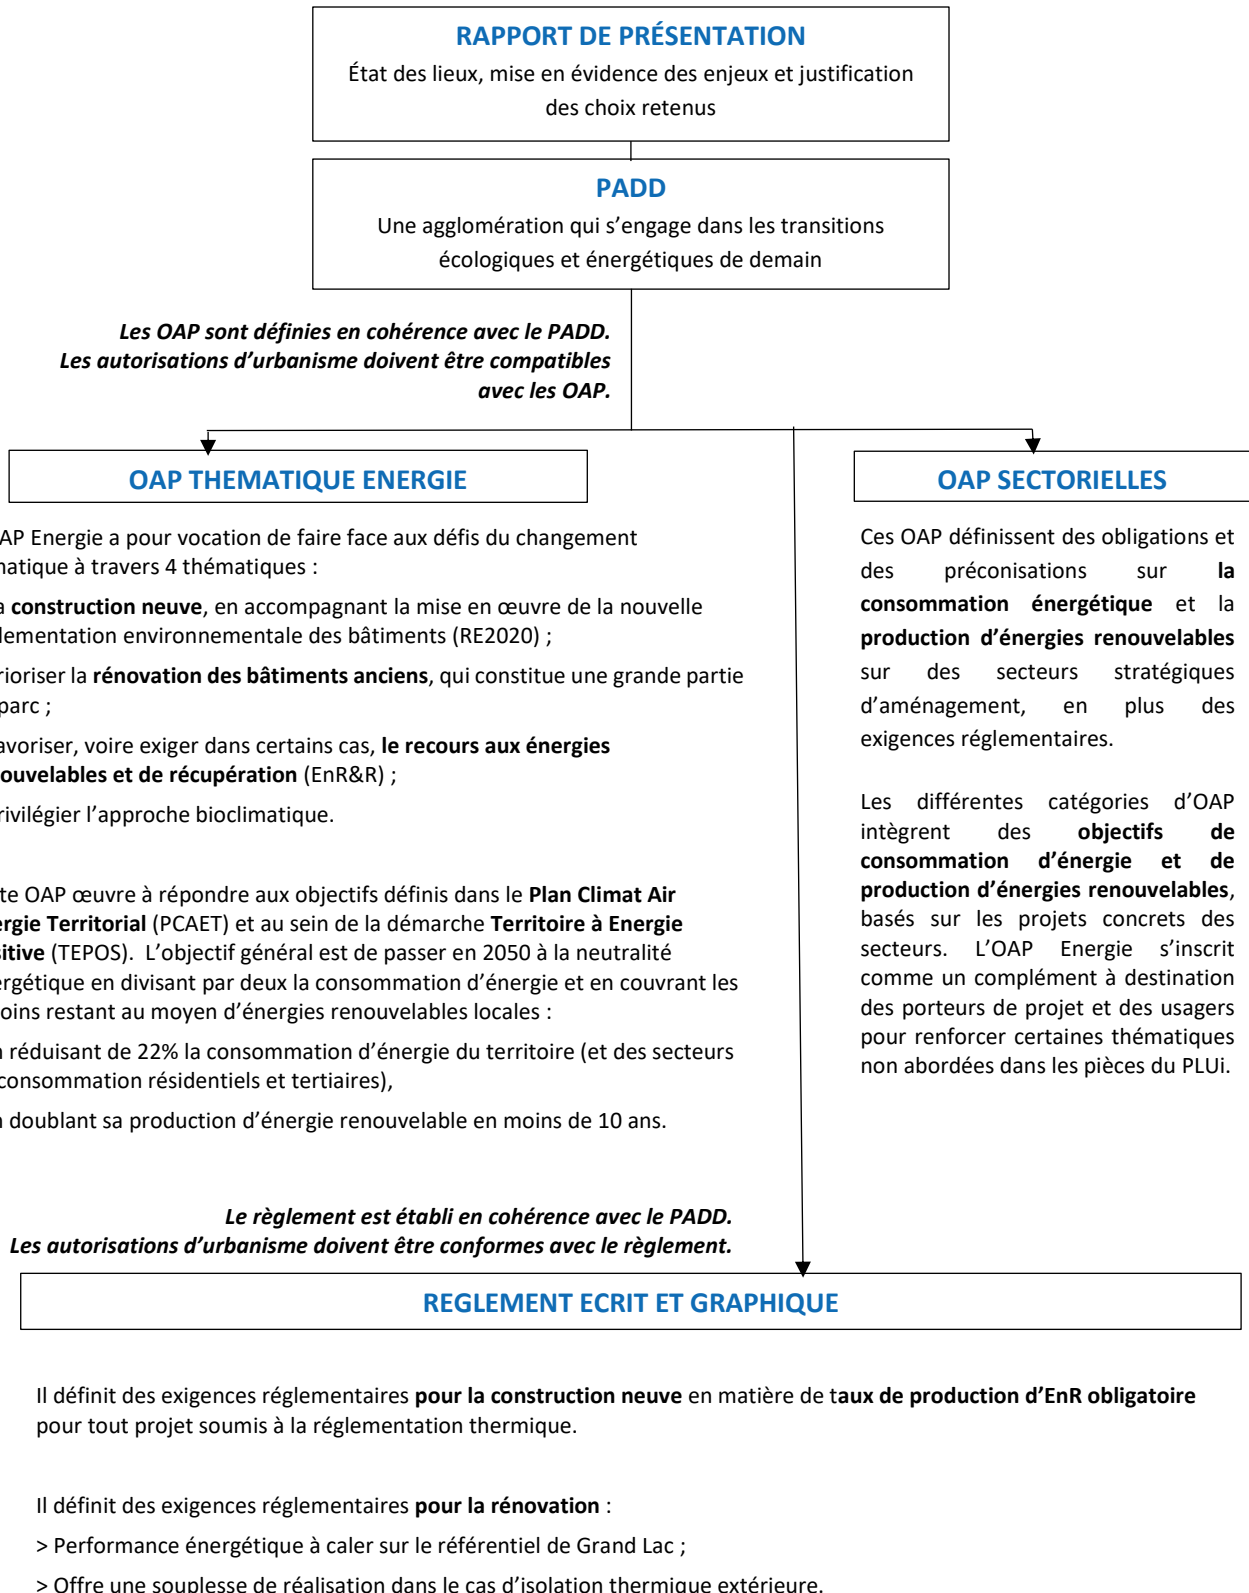 RAPPORT DE PRÉSENTATION
État des lieux, mise en évidence des enjeux et justification
des choix retenus
PADD
Une agglomération qui s’engage dans les transitions
écologiques et énergétiques de demain
Les OAP sont définies en cohérence avec le PADD.
Les autorisations d’urbanisme doivent être compatibles
avec les OAP.
OAP THEMATIQUE ENERGIE
AP Energie a pour vocation de faire face aux défis du changement
matique à travers 4 thématiques :
a construction neuve, en accompagnant la mise en œuvre de la nouvelle
lementation environnementale des bâtiments (RE2020) ;
rioriser la rénovation des bâtiments anciens, qui constitue une grande partie
parc ;
avoriser, voire exiger dans certains cas, le recours aux énergies
ouvelables et de récupération (EnR&R) ;
rivilégier l’approche bioclimatique.
te OAP œuvre à répondre aux objectifs définis dans le Plan Climat Air
ergie Territorial (PCAET) et au sein de la démarche Territoire à Energie
sitive (TEPOS). L’objectif général est de passer en 2050 à la neutralité
ergétique en divisant par deux la consommation d’énergie et en couvrant les
oins restant au moyen d’énergies renouvelables locales :
n réduisant de 22% la consommation d’énergie du territoire (et des secteurs
consommation résidentiels et tertiaires),
n doublant sa production d’énergie renouvelable en moins de 10 ans.
OAP SECTORIELLES
Ces OAP définissent des obligations et
des préconisations sur la
consommation énergétique et la
production d’énergies renouvelables
sur des secteurs stratégiques
d’aménagement, en plus des
exigences réglementaires.
Les différentes catégories d’OAP
intègrent des objectifs de
consommation d’énergie et de
production d’énergies renouvelables,
basés sur les projets concrets des
secteurs. L’OAP Energie s’inscrit
comme un complément à destination
des porteurs de projet et des usagers
pour renforcer certaines thématiques
non abordées dans les pièces du PLUi.
Le règlement est établi en cohérence avec le PADD.
Les autorisations d’urbanisme doivent être conformes avec le règlement.
REGLEMENT ECRIT ET GRAPHIQUE
Il définit des exigences réglementaires pour la construction neuve en matière de taux de production d’EnR obligatoire
pour tout projet soumis à la réglementation thermique.
Il définit des exigences réglementaires pour la rénovation :
> Performance énergétique à caler sur le référentiel de Grand Lac ;
> Offre une souplesse de réalisation dans le cas d’isolation thermique extérieure.